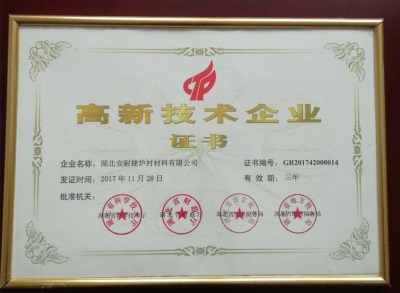 高新技术企业
证书
企业名称：湖北安耐捷炉衬材料有限公司 证书编号：GR201742000014
发证时间：2017年11月28日 有效期：三年
批准机关：